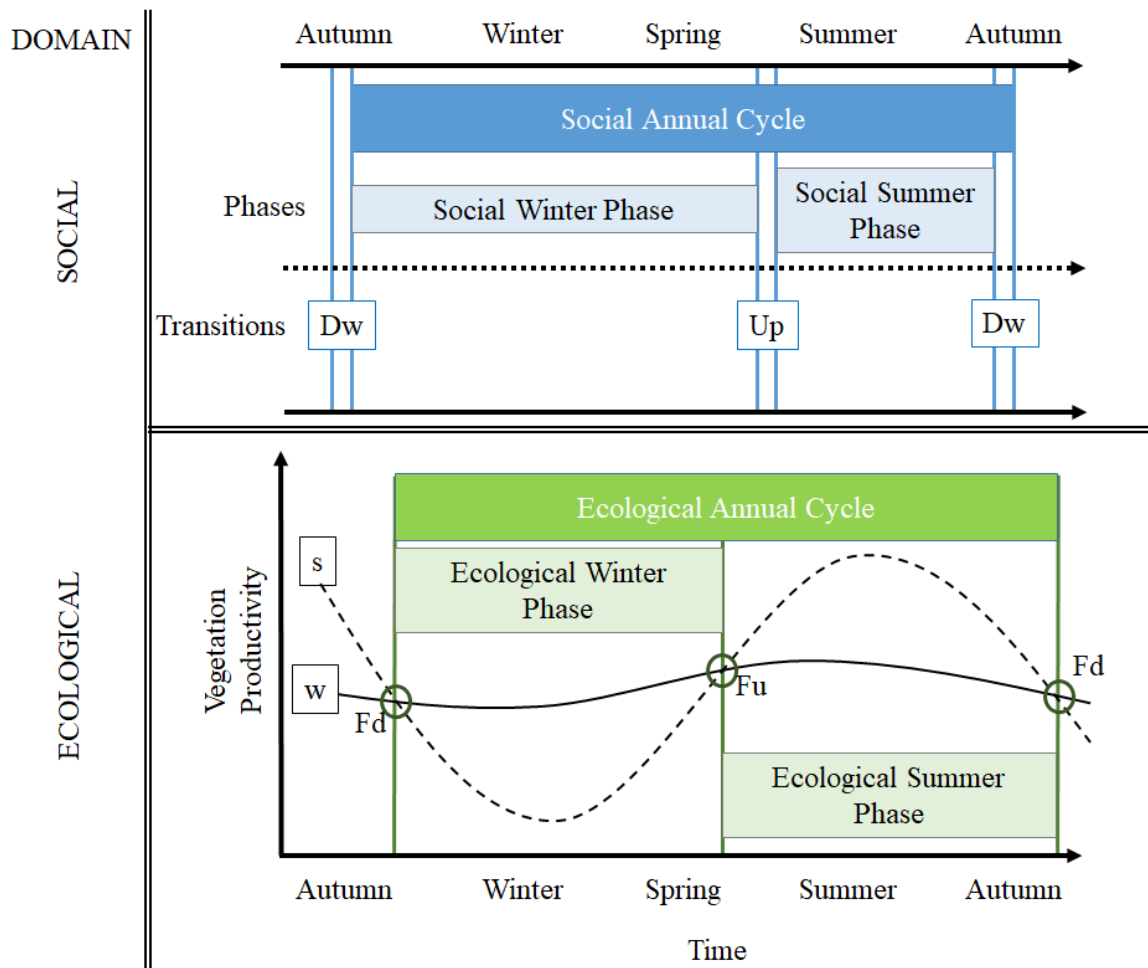 DOMAIN
Autumn Winter Spring Summer Autumn
SOCIAL
Social Annual Cycle
Phases
Social Winter Phase
Social Summer
Phase
Transitions
Dw
Up
Dw
ECOLOGICAL
Vegetation
Productivity
Ecological Annual Cycle
s
Ecological Winter
Phase
w
Fd
Fu
Fd
Ecological Summer
Phase
Autumn Winter Spring Summer Autumn
Time